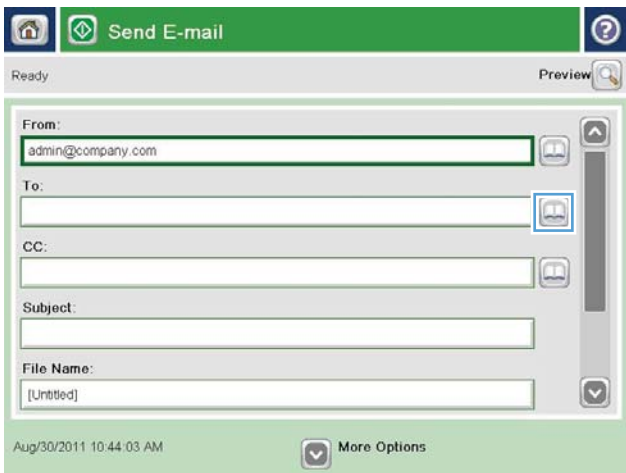 Send E-mail
?
Ready
Preview
From:
admin@company.com
To:
CC:
Subject:
File Name:
[Untitled]
Aug/30/2011 10:44:03 AM
More Options